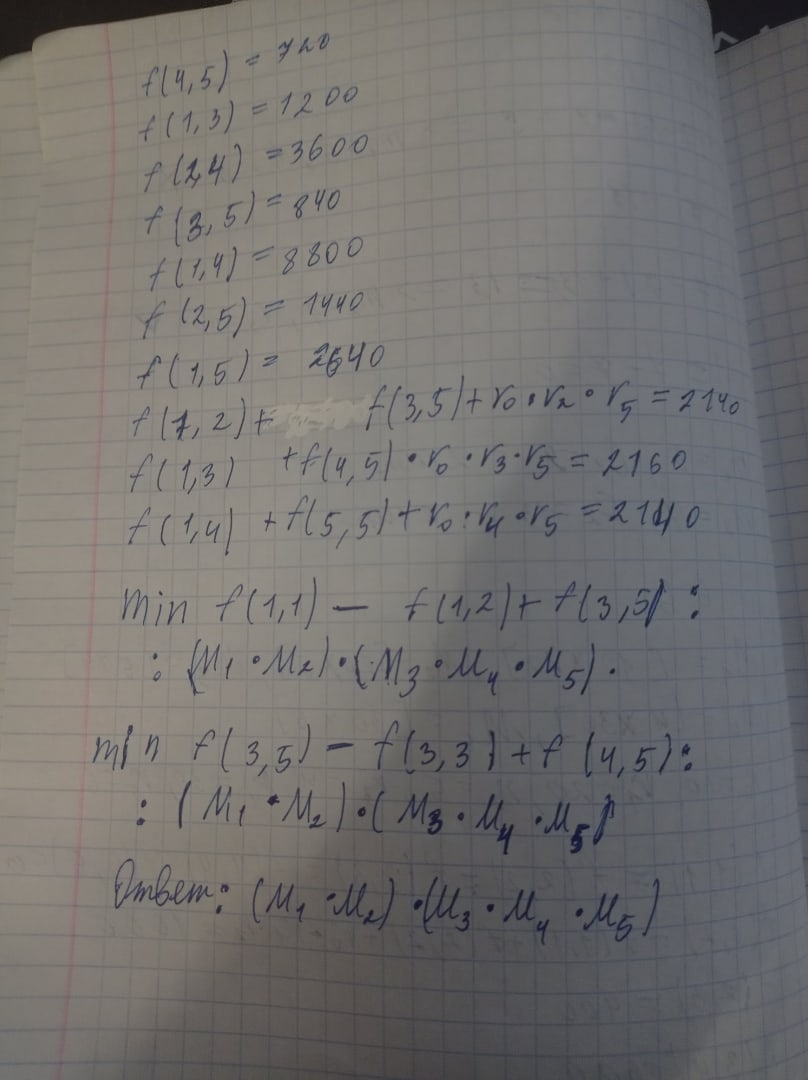 f(4,5) = 720
f(1,3) = 1200
f(2,4) = 3600
f(3,5) = 840
f(1,4) = 8800
f(2,5) = 1440
f(1,5) = 2640
f(1,2)+ f(3,5)+r₀·r₂·r₅ = 2140
f(1,3) +f(4,5)·r₀·r₃·r₅ = 2160
f(1,4) +f(5,5)+r₀·r₄·r₅ = 2140
min f(1,1) — f(1,2)+f(3,5) :
: (M₁·M₂)·(M₃·M₄·M₅).
min f(3,5) — f(3,3)+f(4,5):
: (M₁·M₂)·(M₃·M₄·M₅)
Ответ: (M₁·M₂)·(M₃·M₄·M₅)